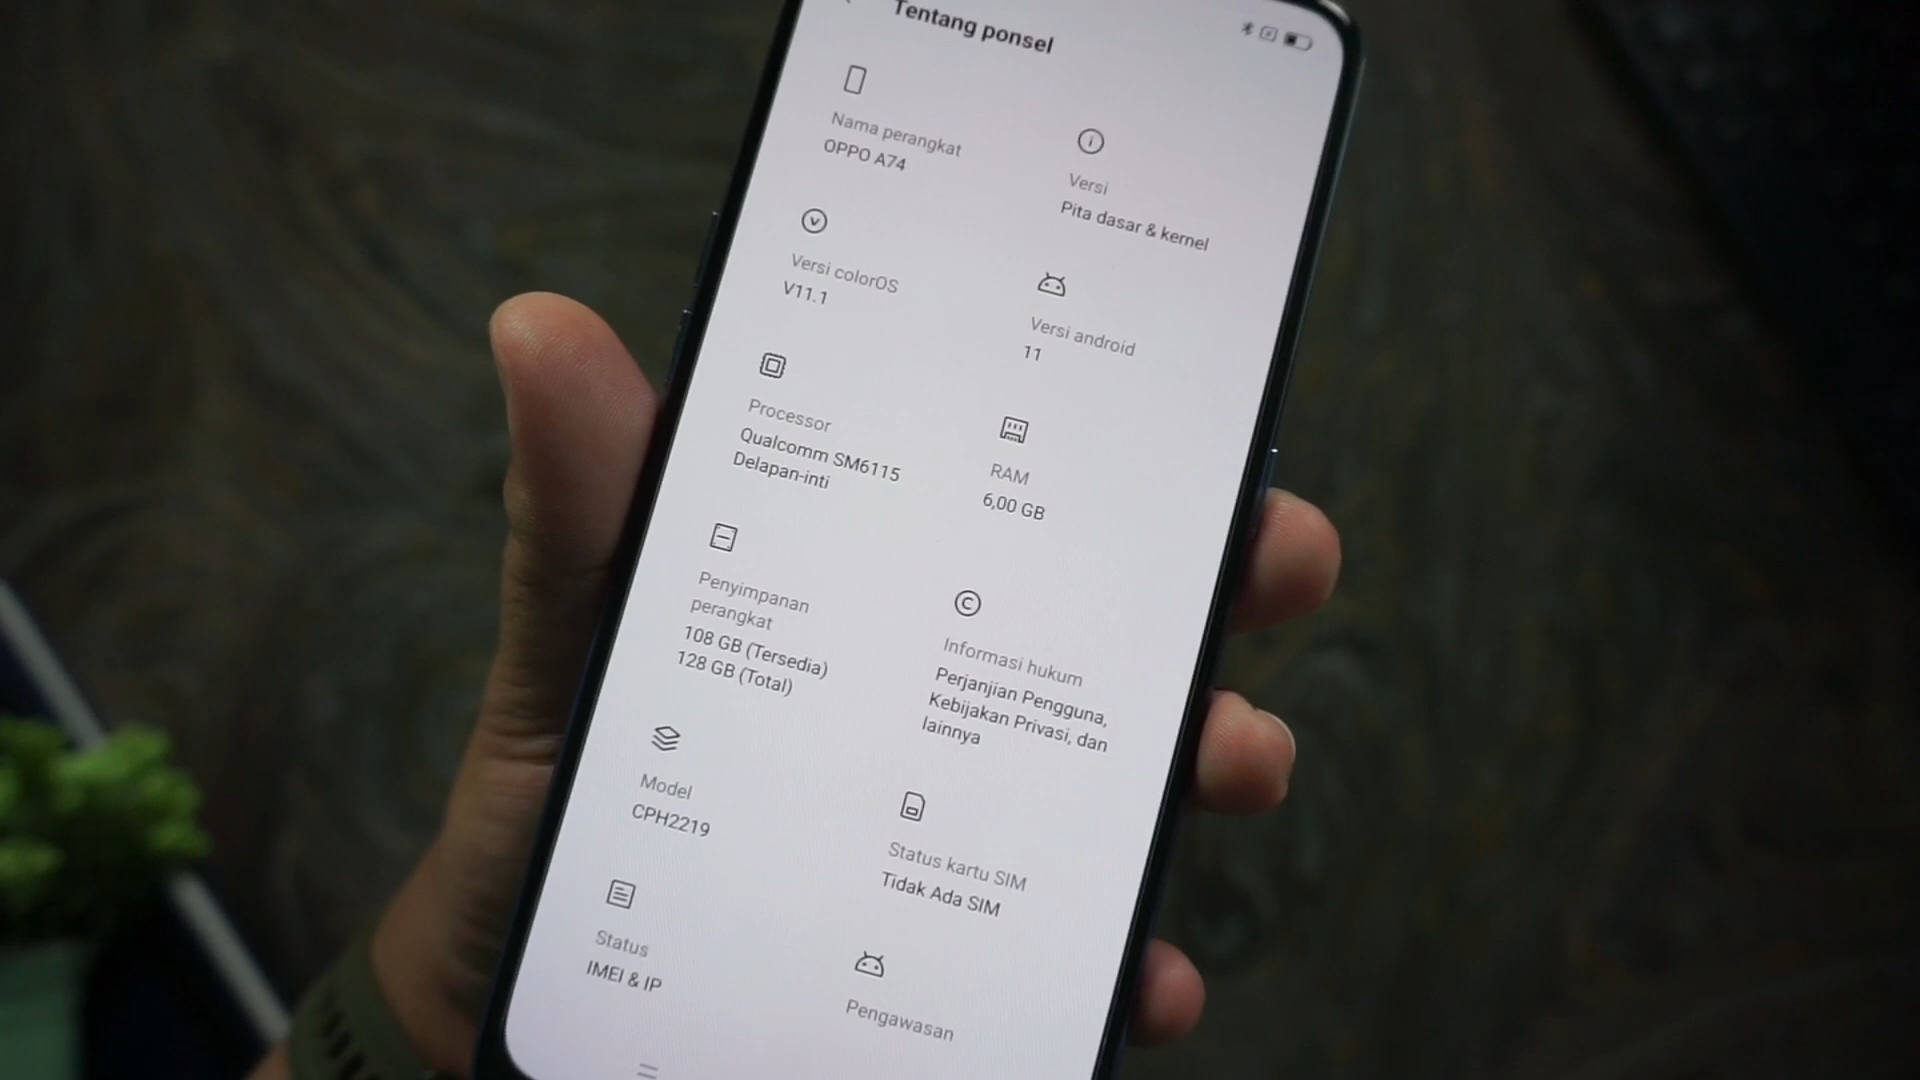 Tentang ponsel
Nama perangkat
OPPO A74
Versi
Pita dasar & kernel
Versi colorOS
V11.1
Versi android
11
Processor
Qualcomm SM6115
Delapan-inti
RAM
6,00 GB
Penyimpanan
perangkat
108 GB (Tersedia)
128 GB (Total)
Informasi hukum
Perjanjian Pengguna,
Kebijakan Privasi, dan
lainnya
Model
CPH2219
Status kartu SIM
Tidak Ada SIM
Status
IMEI & IP
Pengawasan